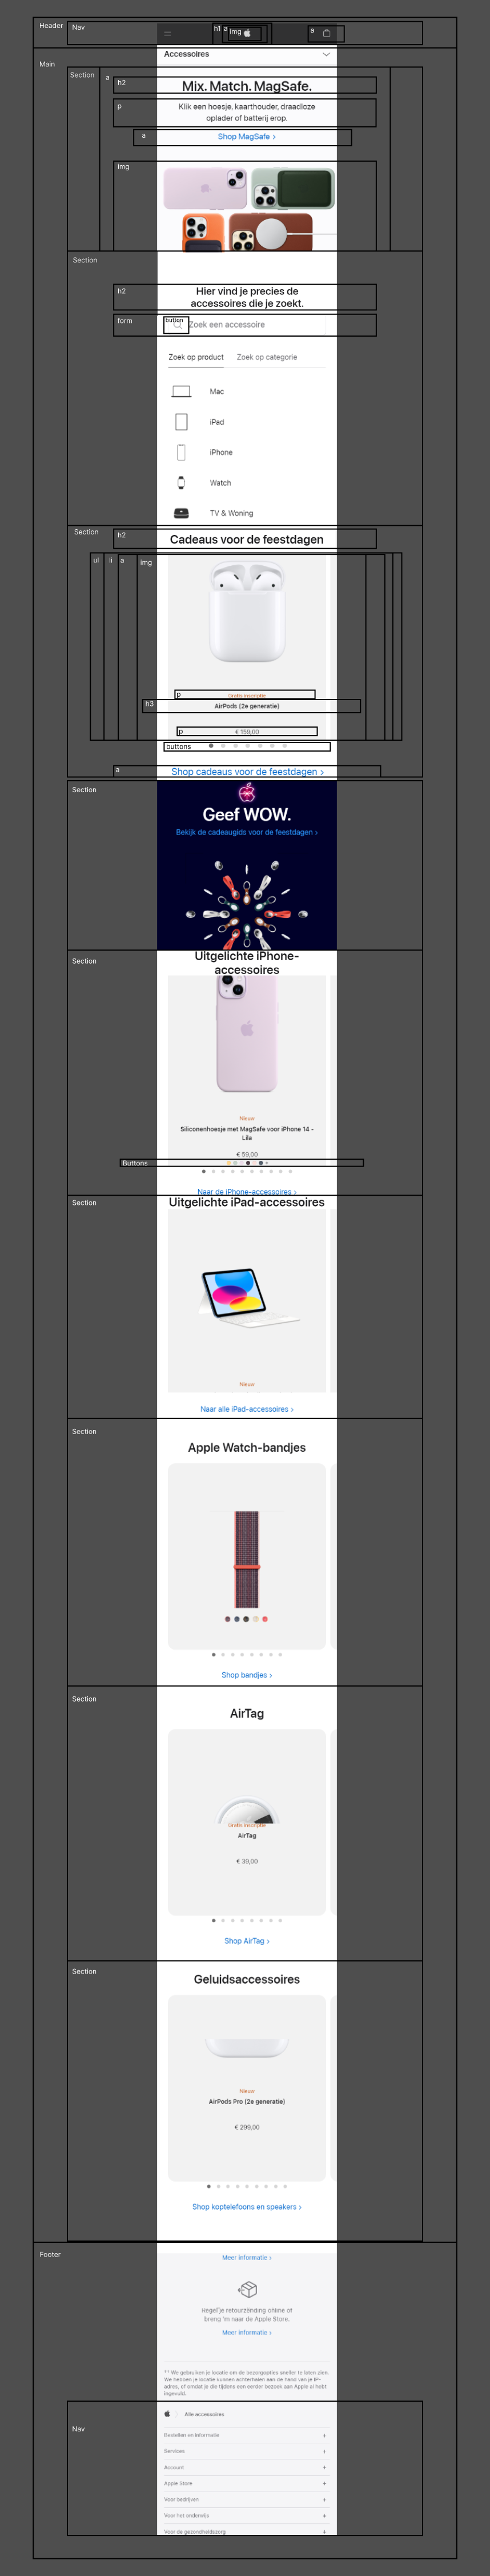 Header
Nav
h1
a
img
a
Accessoires
Main
Section
a
h2
Mix. Match. MagSafe.
p
Klik een hoesje, kaarthouder, draadloze
oplader of batterij erop.
a
Shop MagSafe >
img
Section
h2
Hier vind je precies de
accessoires die je zoekt.
form
button
Zoek een accessoire
Zoek op product
Zoek op categorie
Mac
iPad
iPhone
Watch
TV & Woning
Section
h2
Cadeaus voor de feestdagen
ul
li
a
img
p
Gratis inscriptie
h3
AirPods (2e generatie)
p
€ 159,00
buttons
a
Shop cadeaus voor de feestdagen >
Section
Geef WOW.
Bekijk de cadeaugids voor de feestdagen >
Section
Uitgelichte iPhone-
accessoires
Nieuw
Siliconenhoesje met MagSafe voor iPhone 14 -
Lila
€ 59,00
Buttons
Naar de iPhone-accessoires >
Section
Uitgelichte iPad-accessoires
Nieuw
Naar alle iPad-accessoires >
Section
Apple Watch-bandjes
Shop bandjes >
Section
AirTag
Gratis inscriptie
AirTag
€ 39,00
Shop AirTag >
Section
Geluidsaccessoires
Nieuw
AirPods Pro (2e generatie)
€ 299,00
Shop koptelefoons en speakers >
Footer
Meer informatie >
Regel je retourzending online of
breng 'm naar de Apple Store.
Meer informatie >
We gebruiken je locatie om de bezorgopties sneller te laten zien.
We hebben je locatie kunnen achterhalen aan de hand van je IP-
adres, of omdat je die tijdens een eerder bezoek aan Apple al hebt
ingevuld.
Nav
Alle accessoires
Bestellen en informatie +
Services +
Account +
Apple Store +
Voor bedrijven +
Voor het onderwijs +
Voor de gezondheidszorg +